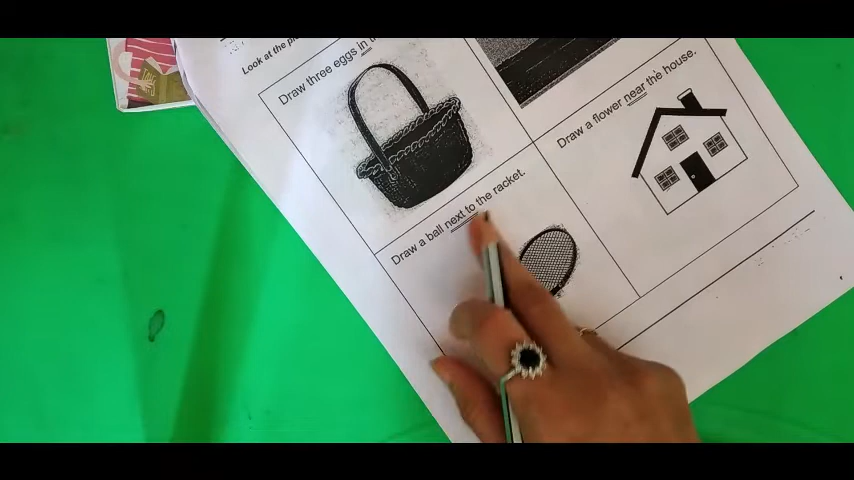 Look at the
Draw three eggs in
Draw a flower near the house.
Draw a ball next to the racket.